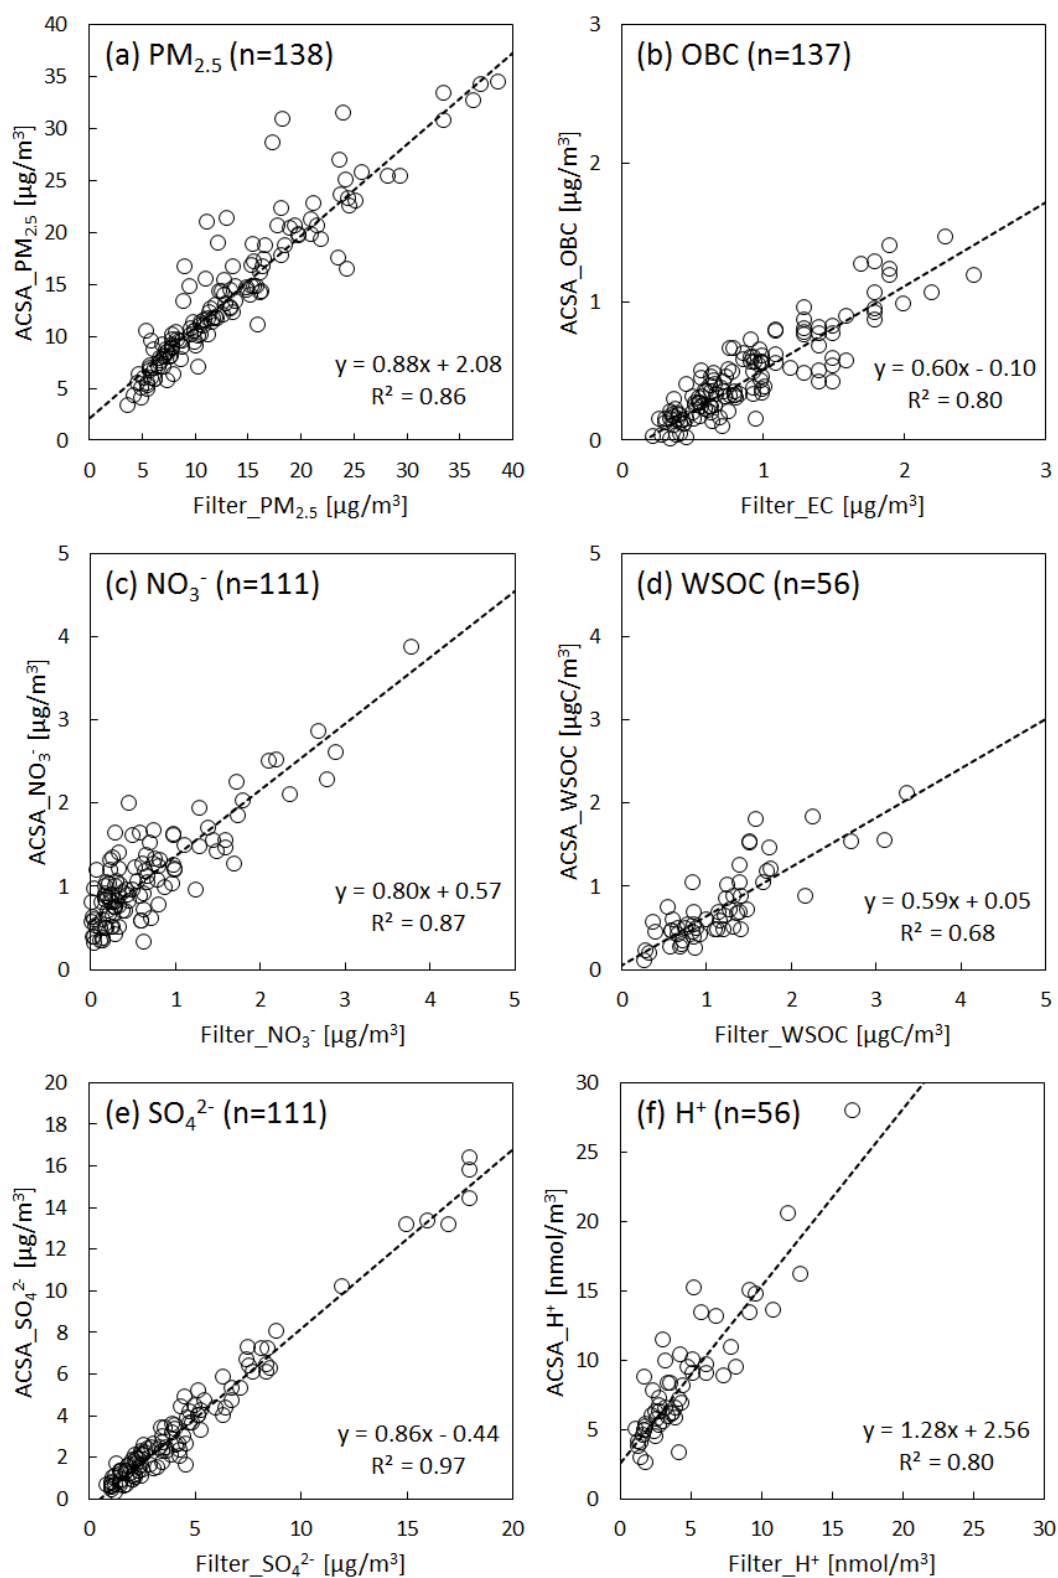 (a) PM₂.₅ (n=138)
ACSA_PM₂.₅ [µg/m³]
40
35
30
25
20
15
10
5
0
y = 0.88x + 2.08
R² = 0.86
0 5 10 15 20 25 30 35 40
Filter_PM₂.₅ [µg/m³]
(b) OBC (n=137)
ACSA_OBC [µg/m³]
3
2
1
0
y = 0.60x - 0.10
R² = 0.80
0 1 2 3
Filter_EC [µg/m³]
(c) NO₃⁻ (n=111)
ACSA_NO₃⁻ [µg/m³]
5
4
3
2
1
0
y = 0.80x + 0.57
R² = 0.87
0 1 2 3 4 5
Filter_NO₃⁻ [µg/m³]
(d) WSOC (n=56)
ACSA_WSOC [µgC/m³]
5
4
3
2
1
0
y = 0.59x + 0.05
R² = 0.68
0 1 2 3 4 5
Filter_WSOC [µgC/m³]
(e) SO₄²⁻ (n=111)
ACSA_SO₄²⁻ [µg/m³]
20
18
16
14
12
10
8
6
4
2
0
y = 0.86x - 0.44
R² = 0.97
0 5 10 15 20
Filter_SO₄²⁻ [µg/m³]
(f) H⁺ (n=56)
ACSA_H⁺ [nmol/m³]
30
25
20
15
10
5
0
y = 1.28x + 2.56
R² = 0.80
0 5 10 15 20 25 30
Filter_H⁺ [nmol/m³]